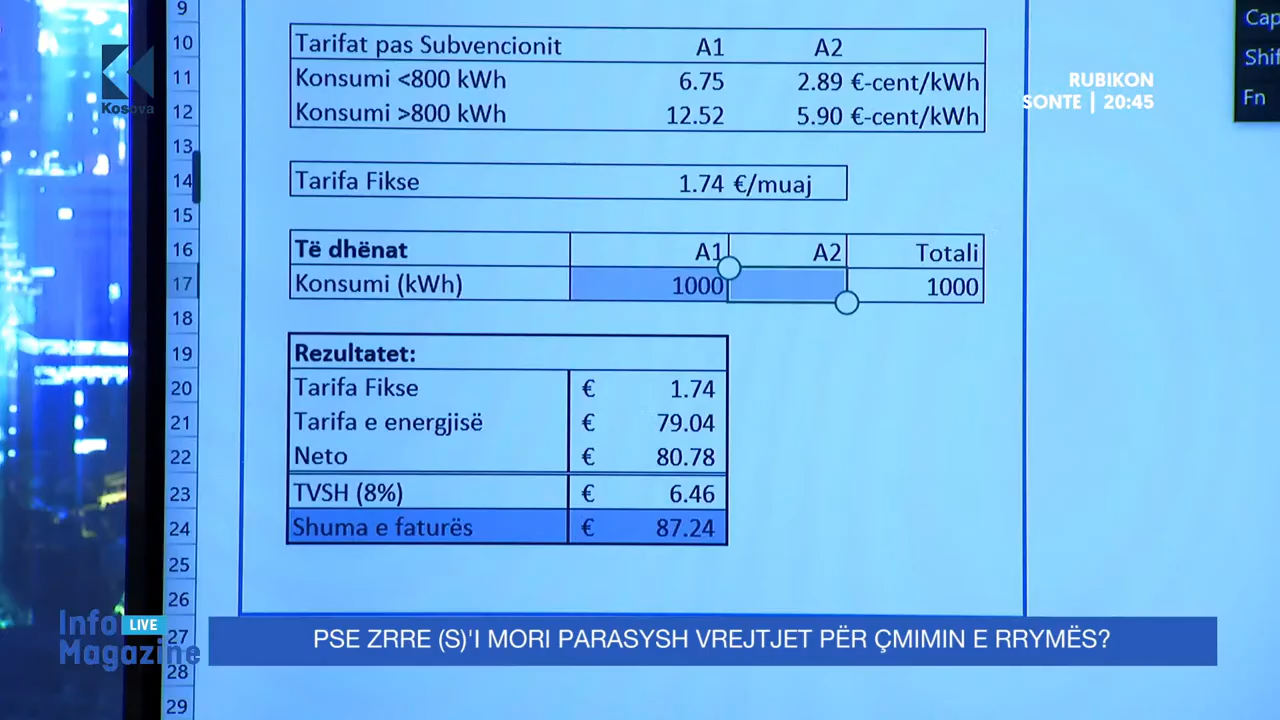 9
10 Tarifat pas Subvencionit A1 A2
11 Konsumi <800 kWh 6.75 2.89 €-cent/kWh
12 Konsumi >800 kWh 12.52 5.90 €-cent/kWh
13
14 Tarifa Fikse 1.74 €/muaj
15
16 Të dhënat A1 A2 Totali
17 Konsumi (kWh) 1000 1000
18
19 Rezultatet:
20 Tarifa Fikse € 1.74
21 Tarifa e energjisë € 79.04
22 Neto € 80.78
23 TVSH (8%) € 6.46
24 Shuma e faturës € 87.24
25
26
27
28
29
Kosova
RUBIKON
SONTE | 20:45
Cap
Shif
Fn
Info LIVE
Magazine
PSE ZRRE (S)'I MORI PARASYSH VREJTJET PËR ÇMIMIN E RRYMËS?